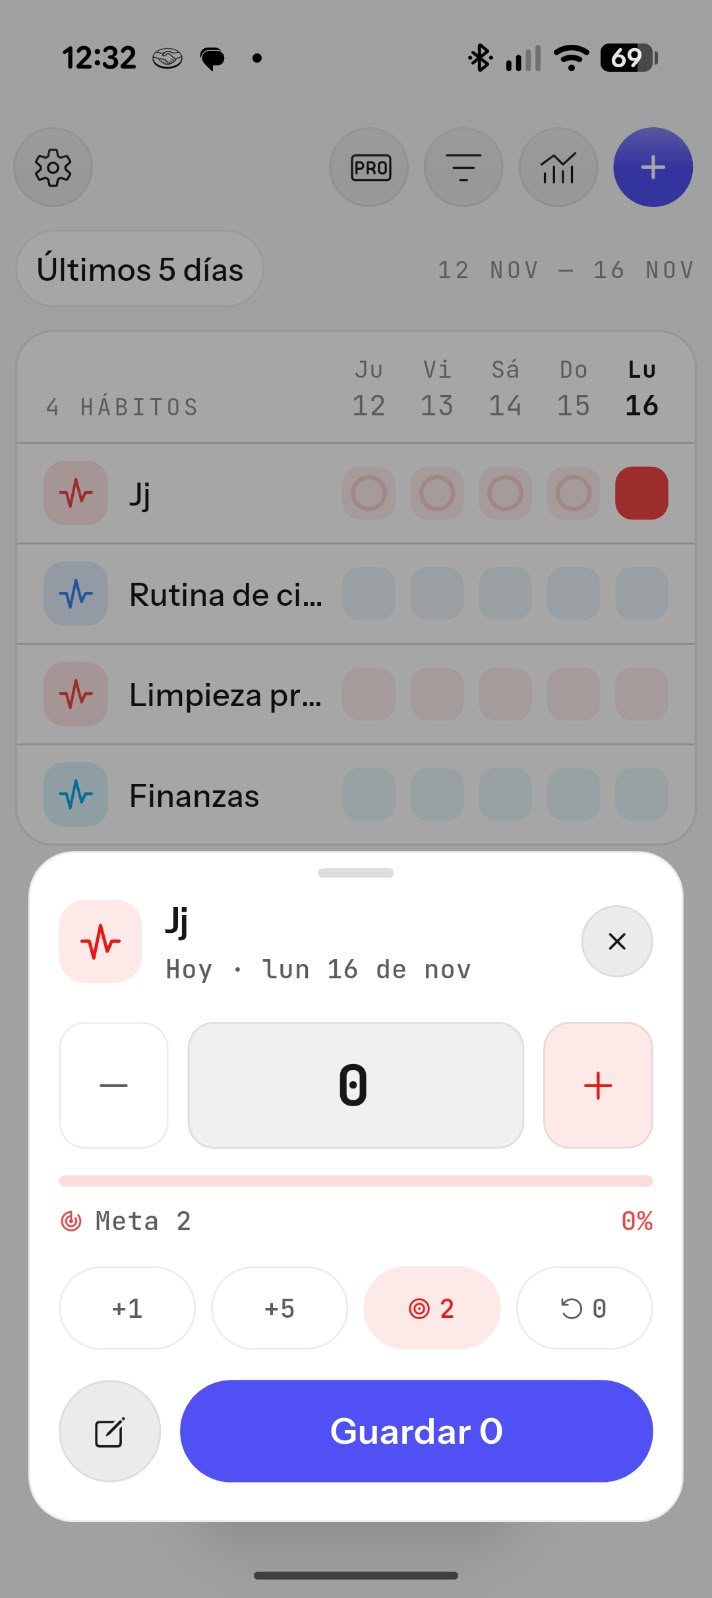 12:32
69
PRO
Últimos 5 días
12 NOV – 16 NOV
Ju Vi Sá Do Lu
4 HÁBITOS 12 13 14 15 16
Jj
Rutina de ci...
Limpieza pr...
Finanzas
Jj
Hoy · lun 16 de nov
0
Meta 2 0%
+1 +5 2 0
Guardar 0